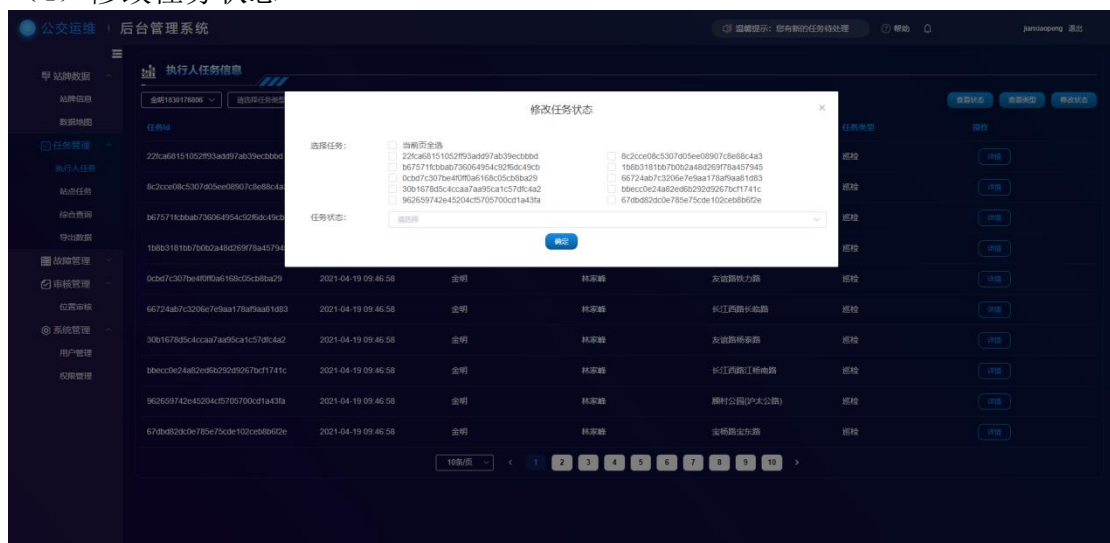 公交运维 后台管理系统
温馨提示：您有新的任务待处理 帮助 jianxiaopeng 退出
站牌数据
站牌信息
数据地图
任务管理
执行人任务
站点任务
综合查询
导出数据
故障管理
审核管理
位置审核
系统管理
用户管理
权限管理
执行人任务信息
金明1830176806 请选择任务类型 查看状态 查看类型 修改状态
任务id 任务类型 操作
22fca68151052ff93add97ab39ecbbbd 巡检 详情
8c2cce08c5307d05ee08907c8e88c4a3 巡检 详情
b67571fcbbab736064954c92f6dc49cb 巡检 详情
1b8b3181bb7b0b2a48d269f78a45794 巡检 详情
0cbd7c307be4f0ff0a6168c05cb8ba29 2021-04-19 09:46:58 金明 林家峰 友谊路铁力路 巡检 详情
66724ab7c3206e7e9aa178af9aa81d83 2021-04-19 09:46:58 金明 林家峰 长江西路长临路 巡检 详情
30b1678d5c4ccaa7aa95ca1c57dfc4a2 2021-04-19 09:46:58 金明 林家峰 友谊路杨泰路 巡检 详情
bbecc0e24a82ed6b292d9267bcf1741c 2021-04-19 09:46:58 金明 林家峰 长江西路江杨南路 巡检 详情
962659742e45204cf5705700cd1a43fa 2021-04-19 09:46:58 金明 林家峰 顾村公园(沪太公路) 巡检 详情
67dbd82dc0e785e75cde102ceb8b6f2e 2021-04-19 09:46:58 金明 林家峰 宝杨路宝东路 巡检 详情
10条/页 1 2 3 4 5 6 7 8 9 10
修改任务状态
选择任务： 当前页全选
22fca68151052ff93add97ab39ecbbbd 8c2cce08c5307d05ee08907c8e88c4a3
b67571fcbbab736064954c92f6dc49cb 1b8b3181bb7b0b2a48d269f78a457945
0cbd7c307be4f0ff0a6168c05cb8ba29 66724ab7c3206e7e9aa178af9aa81d83
30b1678d5c4ccaa7aa95ca1c57dfc4a2 bbecc0e24a82ed6b292d9267bcf1741c
962659742e45204cf5705700cd1a43fa 67dbd82dc0e785e75cde102ceb8b6f2e
任务状态： 请选择
确定